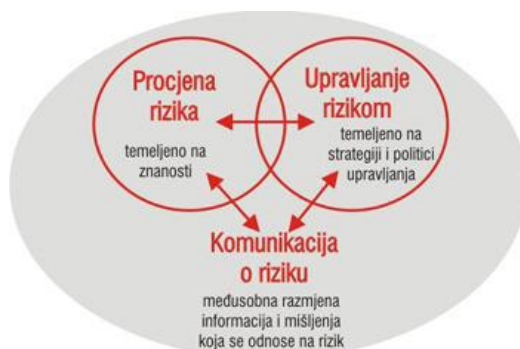 Procjena
rizika
temeljeno na
znanosti
Upravljanje
rizikom
temeljeno na
strategiji i politici
upravljanja
Komunikacija
o riziku
međusobna razmjena
informacija i mišljenja
koja se odnose na rizik